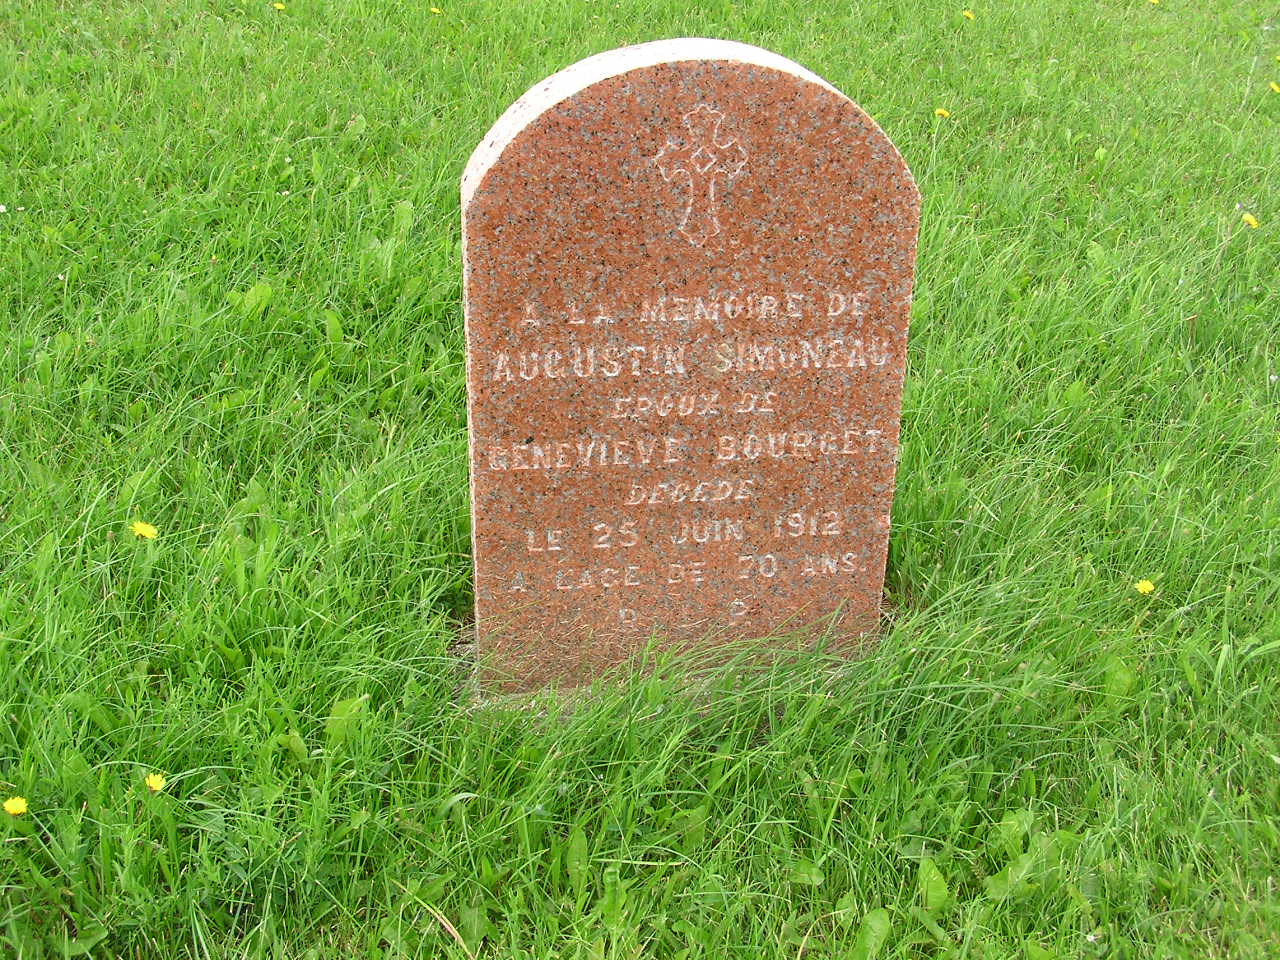 A LA MEMOIRE DE
AUGUSTIN SIMONEAU
EPOUX DE
GENEVIEVE BOURGET
DECEDE
LE 25 JUIN 1912
A L'AGE DE 70 ANS.